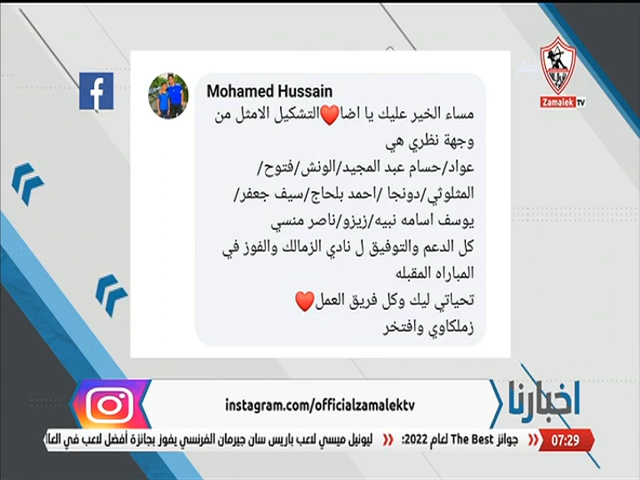 Zamalek TV
Mohamed Hussain
مساء الخير عليك يا اضا❤️التشكيل الامثل من
وجهة نظري هي
عواد/حسام عبد المجيد/الونش/فتوح/
المثلوثي/دونجا /احمد بلحاج/سيف جعفر/
يوسف اسامه نبيه/زيزو/ناصر منسي
كل الدعم والتوفيق ل نادي الزمالك والفوز في
المباراه المقبله
تحياتي ليك وكل فريق العمل❤️
زملكاوي وافتخر
instagram.com/officialzamalektv
اخبارنا
07:29 جوائز The Best لعام 2022: ليونيل ميسي لاعب باريس سان جيرمان الفرنسي يفوز بجائزة أفضل لاعب في العا